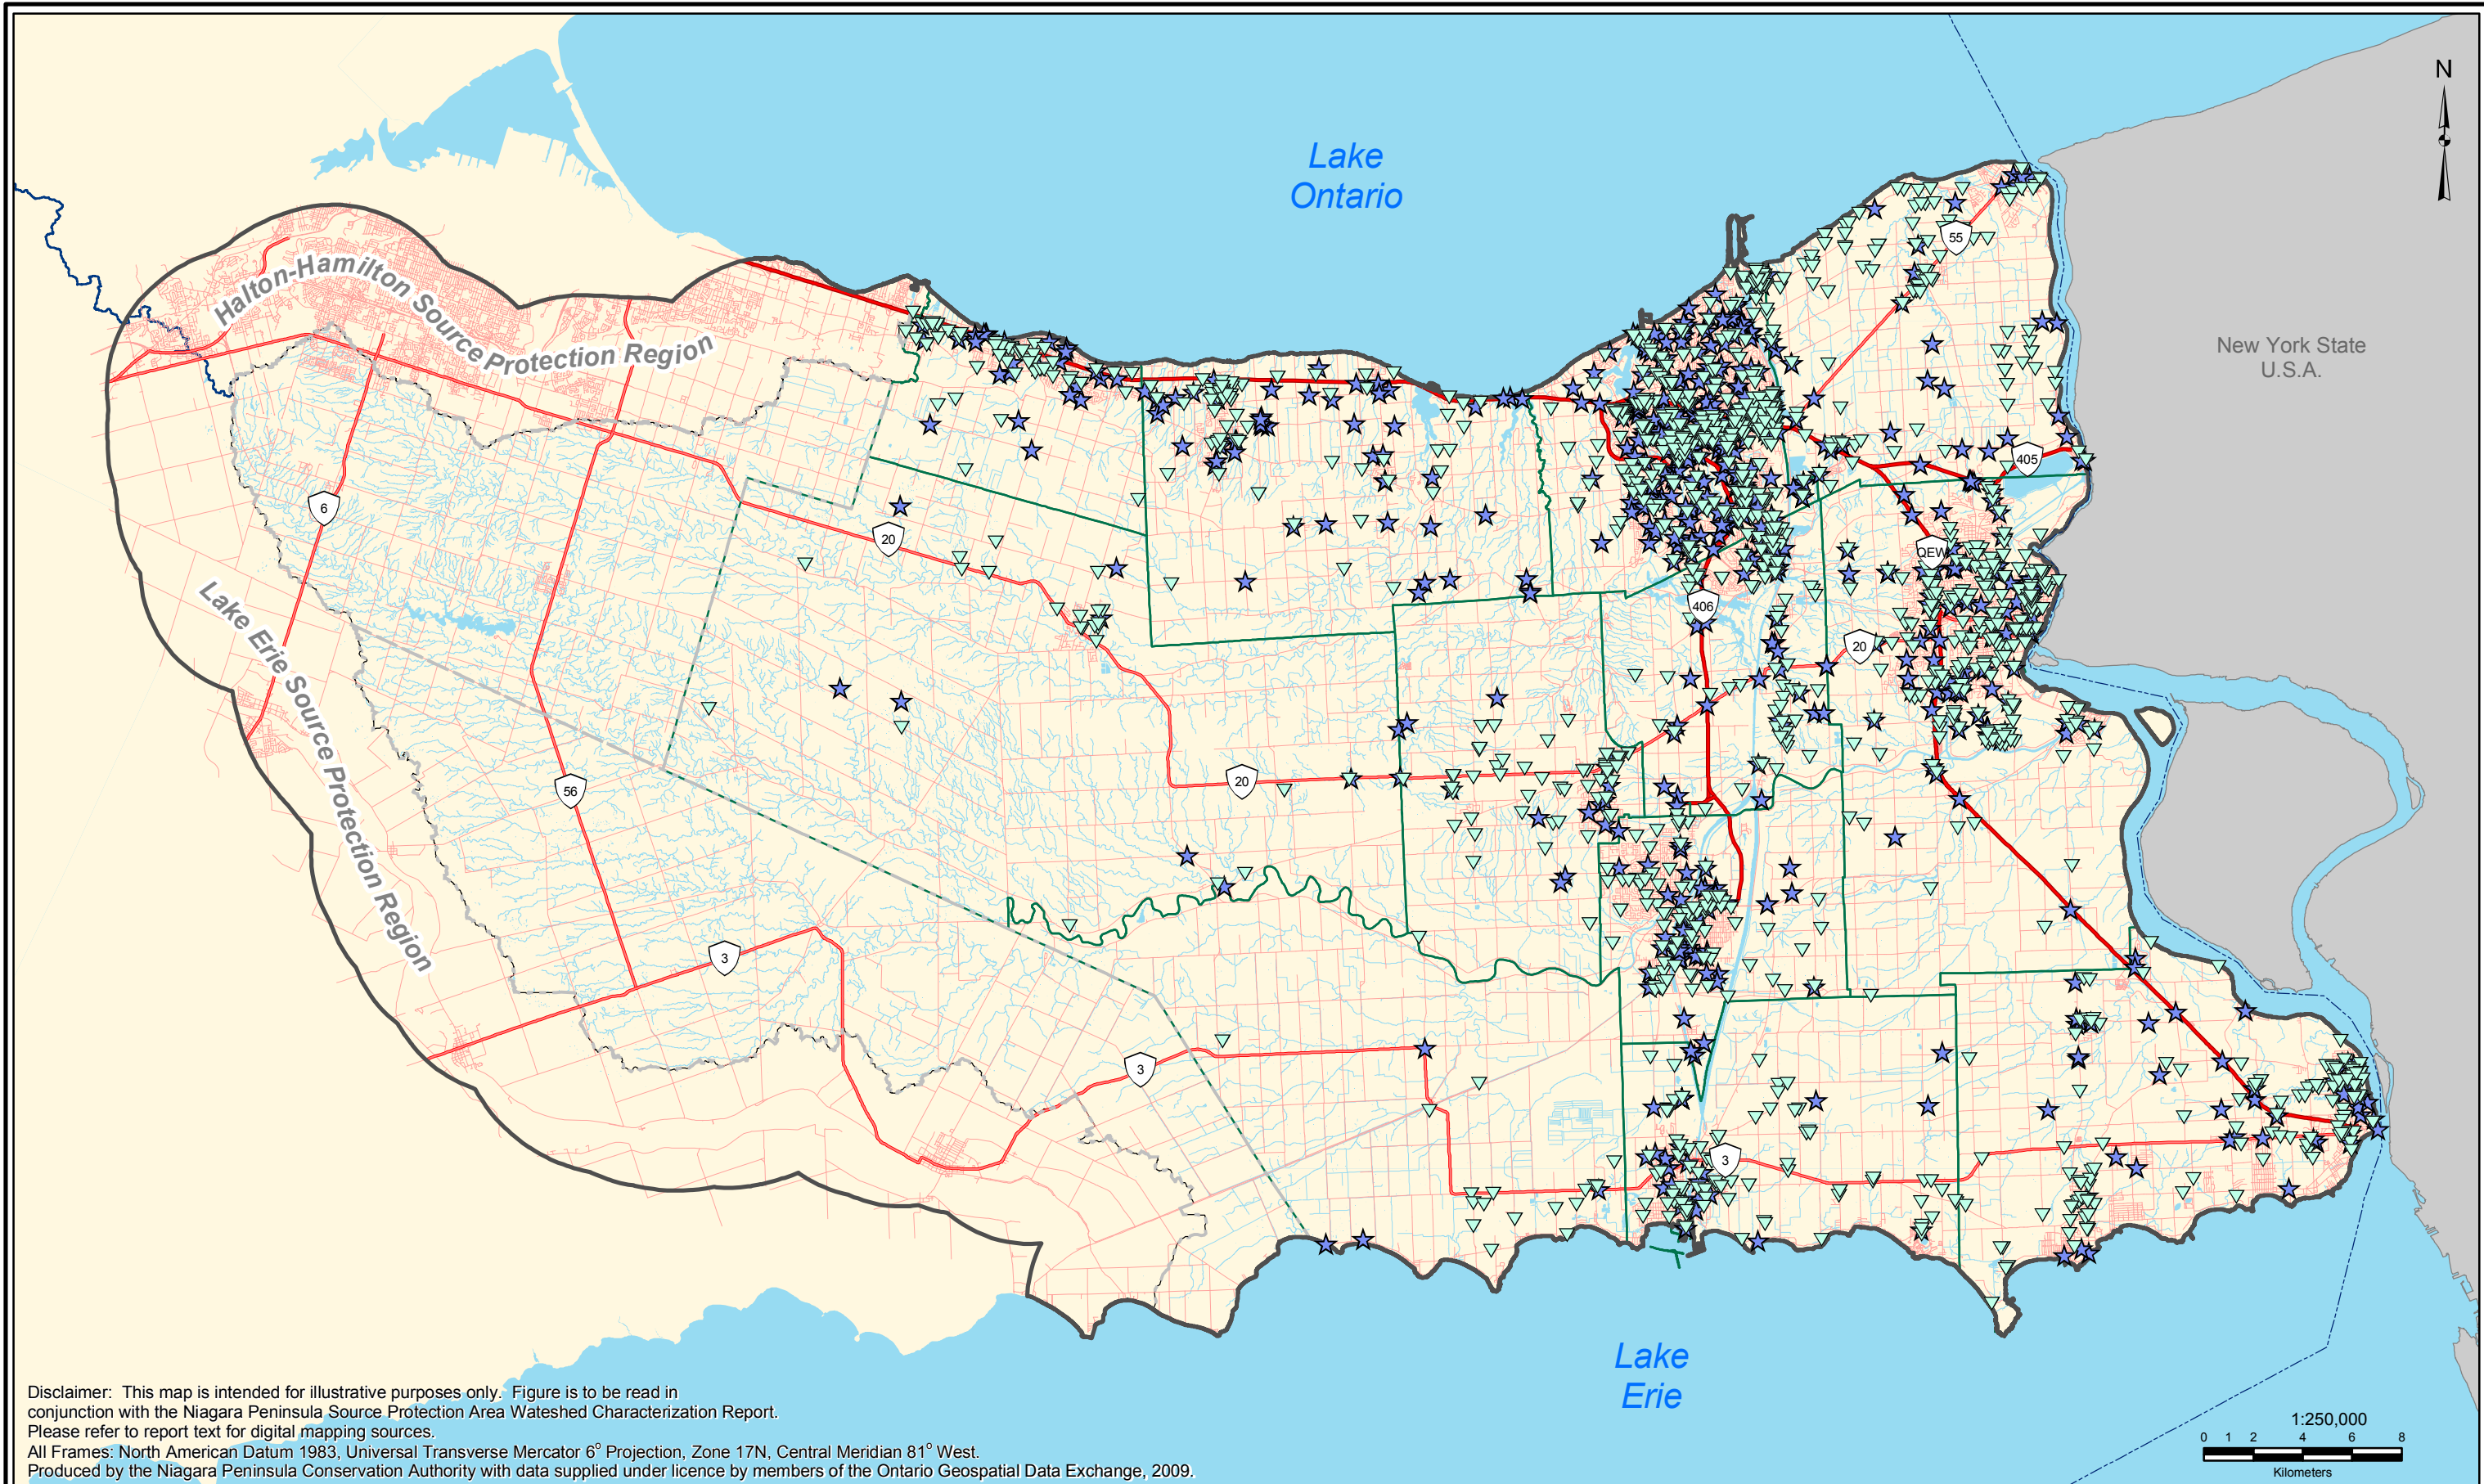 N
Lake
Ontario
55
Halton-Hamilton Source Protection Region
New York State
U.S.A.
405
6
20
QEW
406
Lake Erie Source Protection Region
20
20
56
3
3
3
Lake
Erie
Disclaimer: This map is intended for illustrative purposes only. Figure is to be read in
conjunction with the Niagara Peninsula Source Protection Area Wateshed Characterization Report.
Please refer to report text for digital mapping sources.
All Frames: North American Datum 1983, Universal Transverse Mercator 6° Projection, Zone 17N, Central Meridian 81° West.
Produced by the Niagara Peninsula Conservation Authority with data supplied under licence by members of the Ontario Geospatial Data Exchange, 2009.
1:250,000
0 1 2 4 6 8
Kilometers